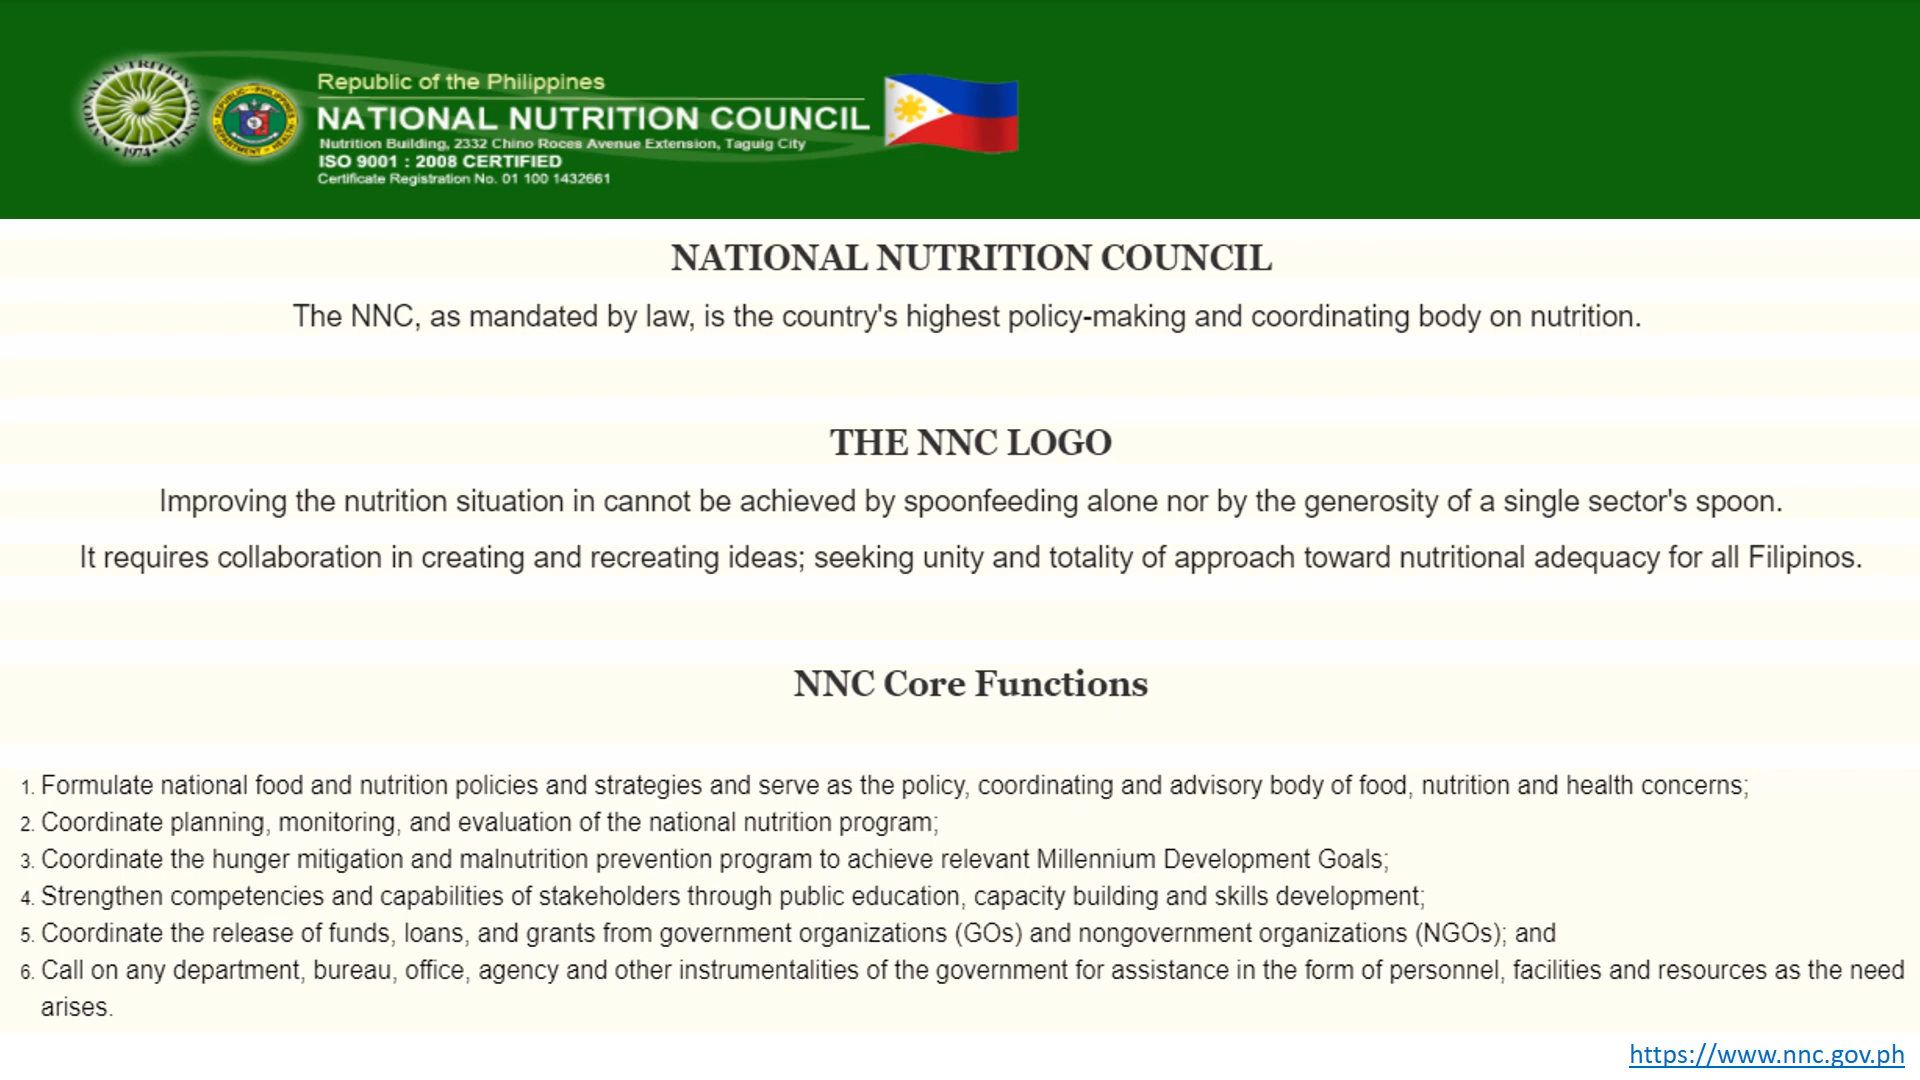 NATIONAL NUTRITION COUNCIL
•1974•
REPUBLIC PHILIPPINES
DEPARTMENT HEALTH
Republic of the Philippines
NATIONAL NUTRITION COUNCIL
Nutrition Building, 2332 Chino Roces Avenue Extension, Taguig City
ISO 9001 : 2008 CERTIFIED
Certificate Registration No. 01 100 1432661
NATIONAL NUTRITION COUNCIL
The NNC, as mandated by law, is the country's highest policy-making and coordinating body on nutrition.
THE NNC LOGO
Improving the nutrition situation in cannot be achieved by spoonfeeding alone nor by the generosity of a single sector's spoon.
It requires collaboration in creating and recreating ideas; seeking unity and totality of approach toward nutritional adequacy for all Filipinos.
NNC Core Functions
1. Formulate national food and nutrition policies and strategies and serve as the policy, coordinating and advisory body of food, nutrition and health concerns;
2. Coordinate planning, monitoring, and evaluation of the national nutrition program;
3. Coordinate the hunger mitigation and malnutrition prevention program to achieve relevant Millennium Development Goals;
4. Strengthen competencies and capabilities of stakeholders through public education, capacity building and skills development;
5. Coordinate the release of funds, loans, and grants from government organizations (GOs) and nongovernment organizations (NGOs); and
6. Call on any department, bureau, office, agency and other instrumentalities of the government for assistance in the form of personnel, facilities and resources as the need
arises.
https://www.nnc.gov.ph